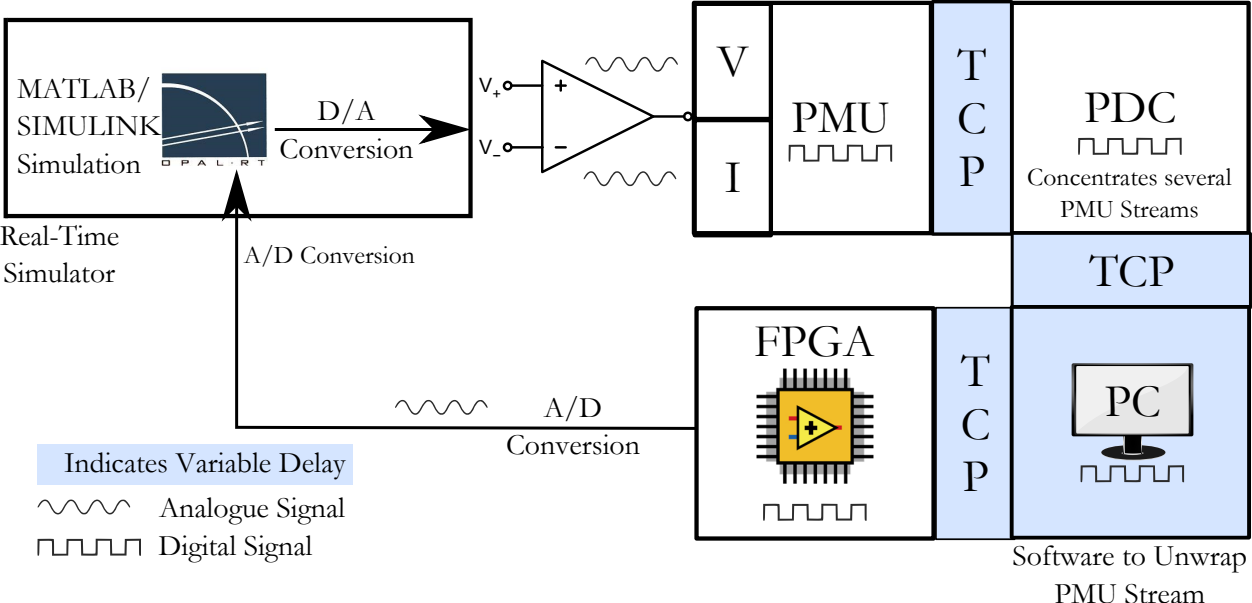 MATLAB/
SIMULINK
Simulation
OPAL-RT
D/A
Conversion
Real-Time
Simulator
A/D Conversion
V+
V-
+
−
V
I
PMU
T
C
P
PDC
Concentrates several
PMU Streams
TCP
FPGA
+
T
C
P
PC
Software to Unwrap
PMU Stream
A/D
Conversion
Indicates Variable Delay
Analogue Signal
Digital Signal